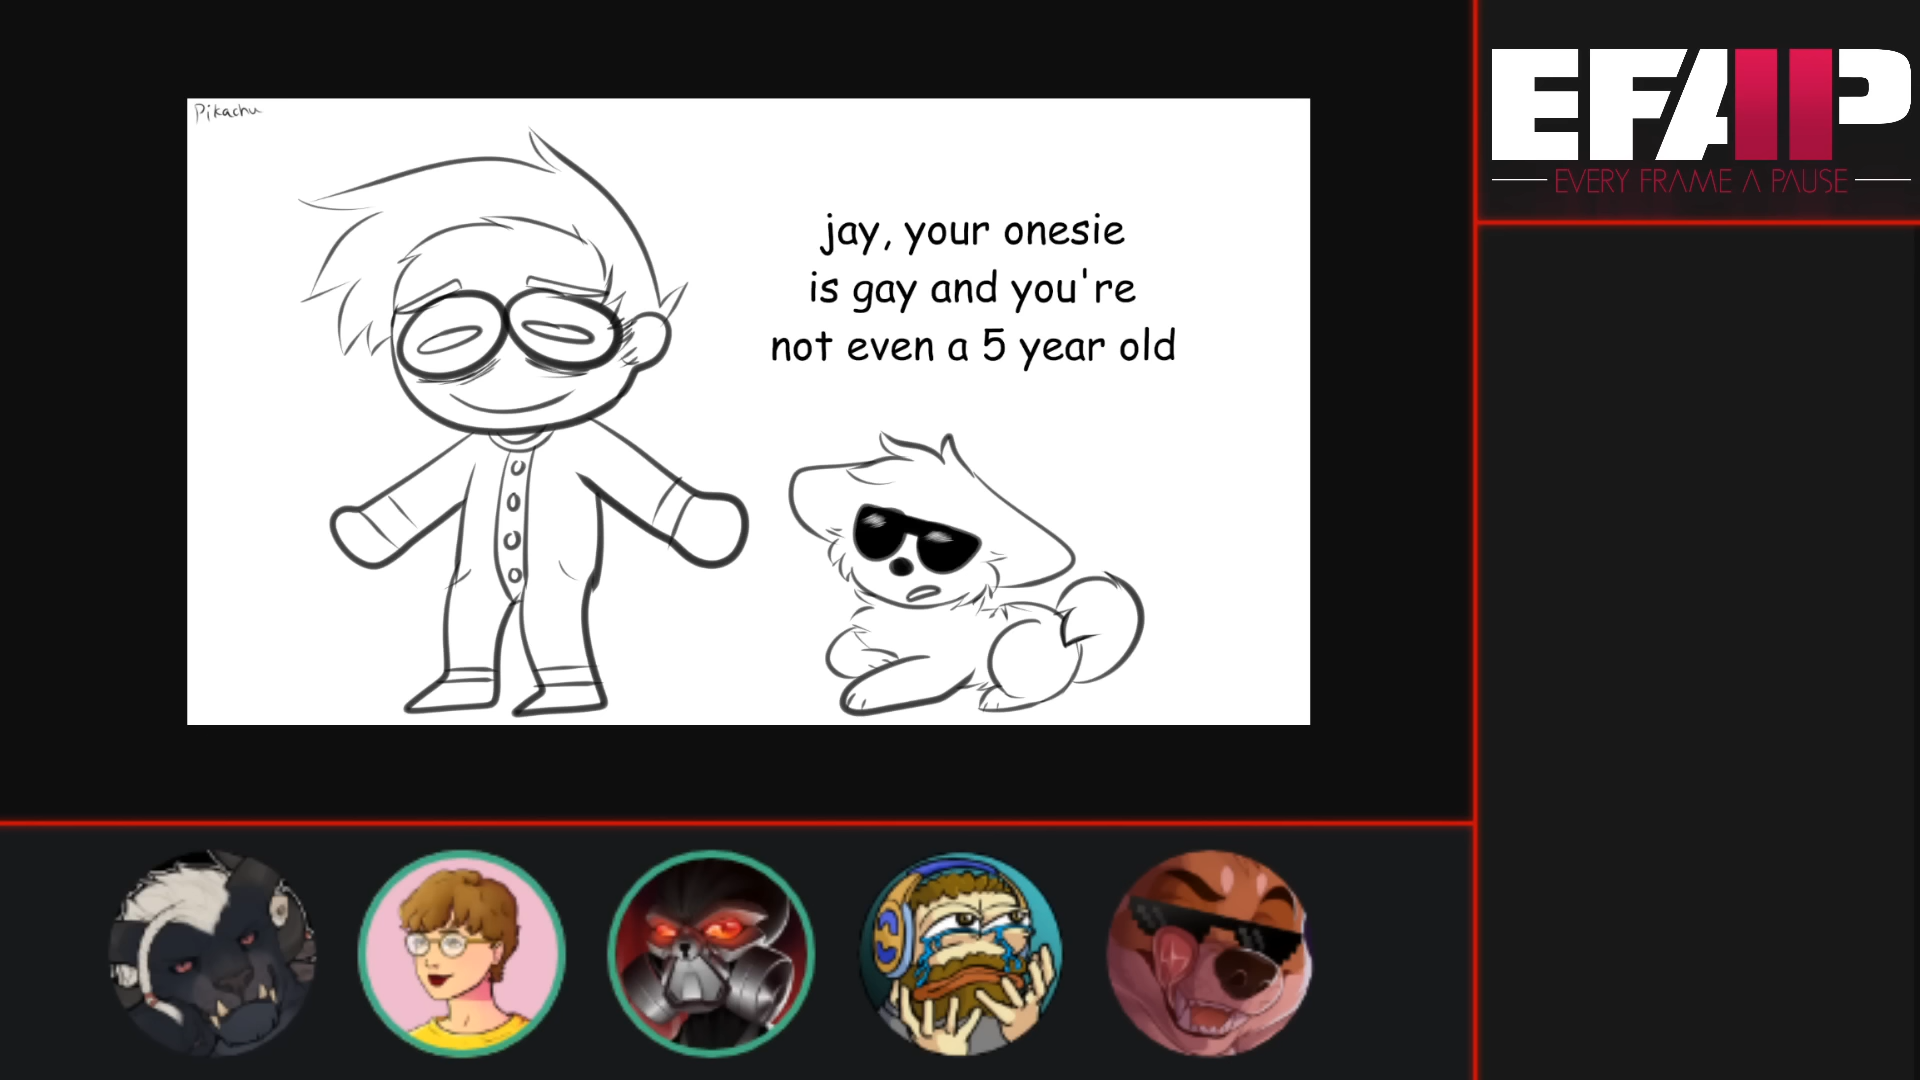 Pikachu
jay, your onesie
is gay and you're
not even a 5 year old
EFAP
EVERY FRAME A PAUSE